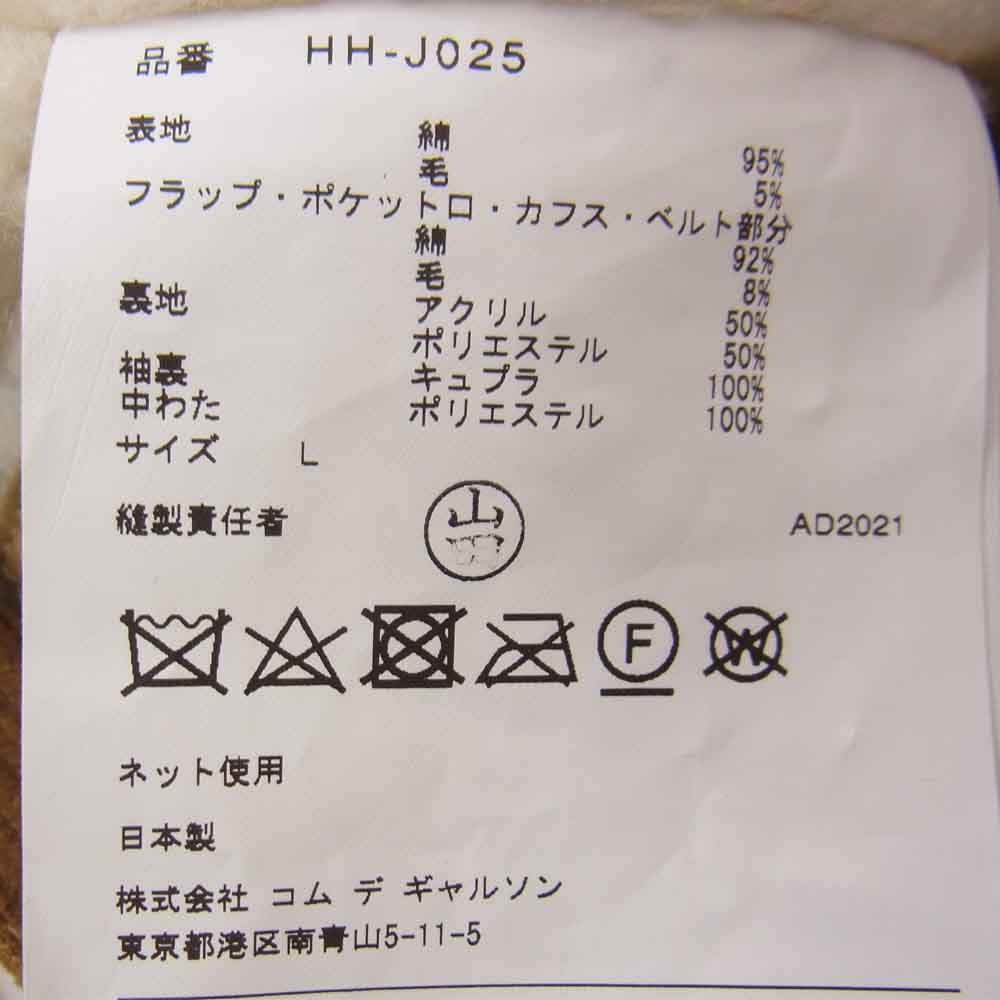 品番 HH-J025
表地 綿 95%
毛 5%
フラップ・ポケット口・カフス・ベルト部分
綿 92%
毛 8%
裏地 アクリル 50%
ポリエステル 50%
袖裏 キュプラ 100%
中わた ポリエステル 100%
サイズ L
縫製責任者 山田 AD2021
F W
ネット使用
日本製
株式会社 コム デ ギャルソン
東京都港区南青山5-11-5